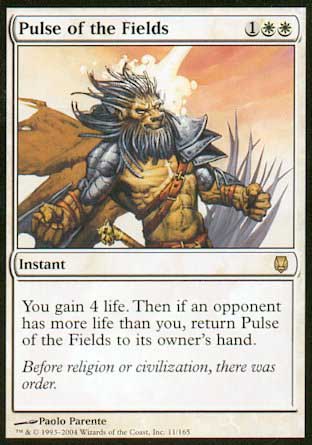 Pulse of the Fields 1
Instant
You gain 4 life. Then if an opponent
has more life than you, return Pulse
of the Fields to its owner's hand.
Before religion or civilization, there was
order.
Paolo Parente
™ & © 1993–2004 Wizards of the Coast, Inc. 11/165